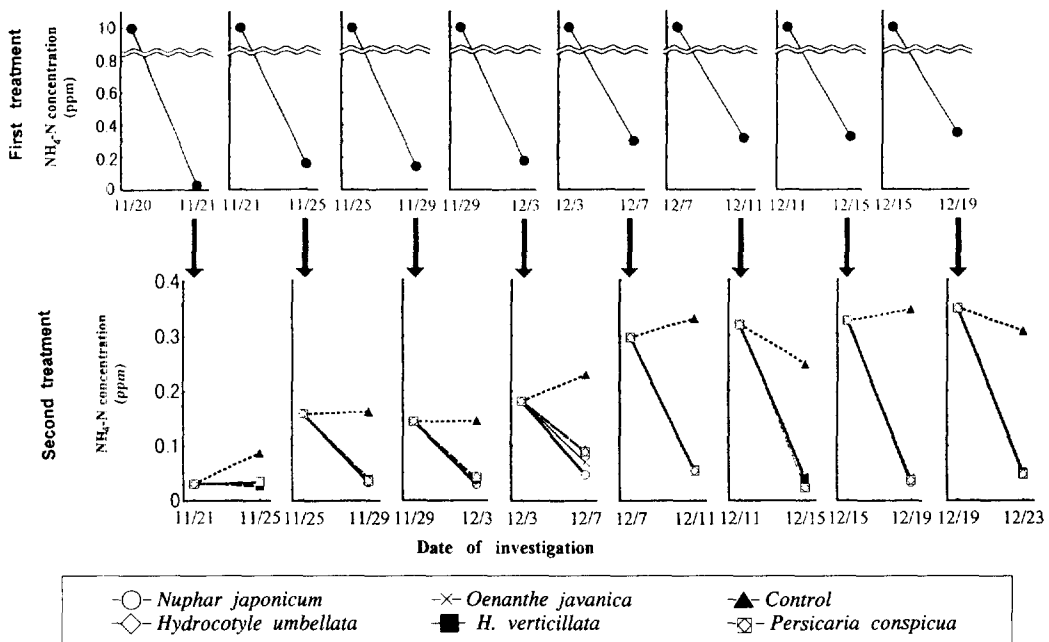 First treatment
NH₄-N concentration
(ppm)
10
0.8
0.6
0.4
0.2
0
11/20 11/21 11/21 11/25 11/25 11/29 11/29 12/3 12/3 12/7 12/7 12/11 12/11 12/15 12/15 12/19
Second treatment
NH₄-N concentration
(ppm)
0.4
0.3
0.2
0.1
0
11/21 11/25 11/25 11/29 11/29 12/3 12/3 12/7 12/7 12/11 12/11 12/15 12/15 12/19 12/19 12/23
Date of investigation
Nuphar japonicum Oenanthe javanica Control
Hydrocotyle umbellata H. verticillata Persicaria conspicua